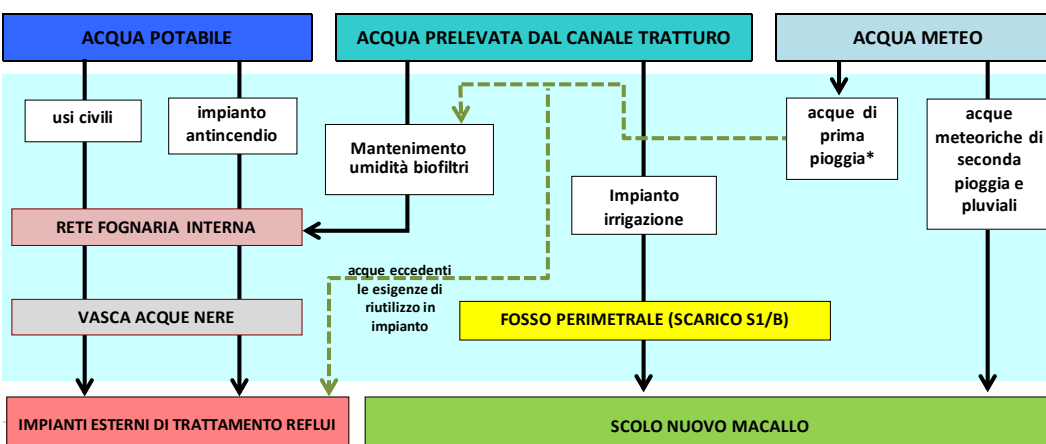 ACQUA POTABILE
ACQUA PRELEVATA DAL CANALE TRATTURO
ACQUA METEO
usi civili
impianto
antincendio
Mantenimento
umidità biofiltri
Impianto
irrigazione
acque di
prima
pioggia*
acque
meteoriche di
seconda
pioggia e
pluviali
RETE FOGNARIA INTERNA
acque eccedenti
le esigenze di
riutilizzo in
impianto
VASCA ACQUE NERE
FOSSO PERIMETRALE (SCARICO S1/B)
IMPIANTI ESTERNI DI TRATTAMENTO REFLUI
SCOLO NUOVO MACALLO